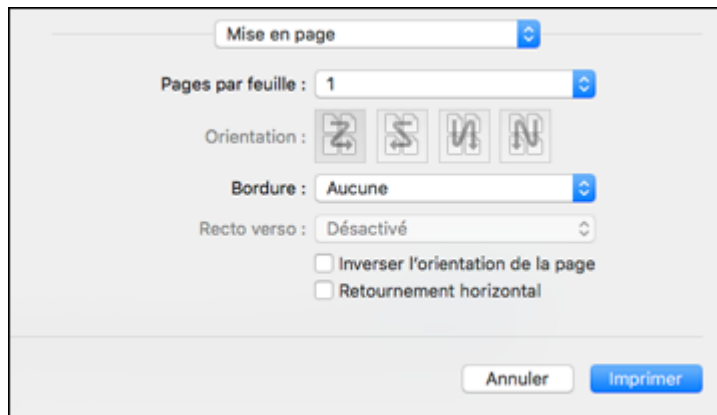 Mise en page
Pages par feuille : 1
Orientation :
Bordure : Aucune
Recto verso : Désactivé
Inverser l'orientation de la page
Retournement horizontal
Annuler Imprimer